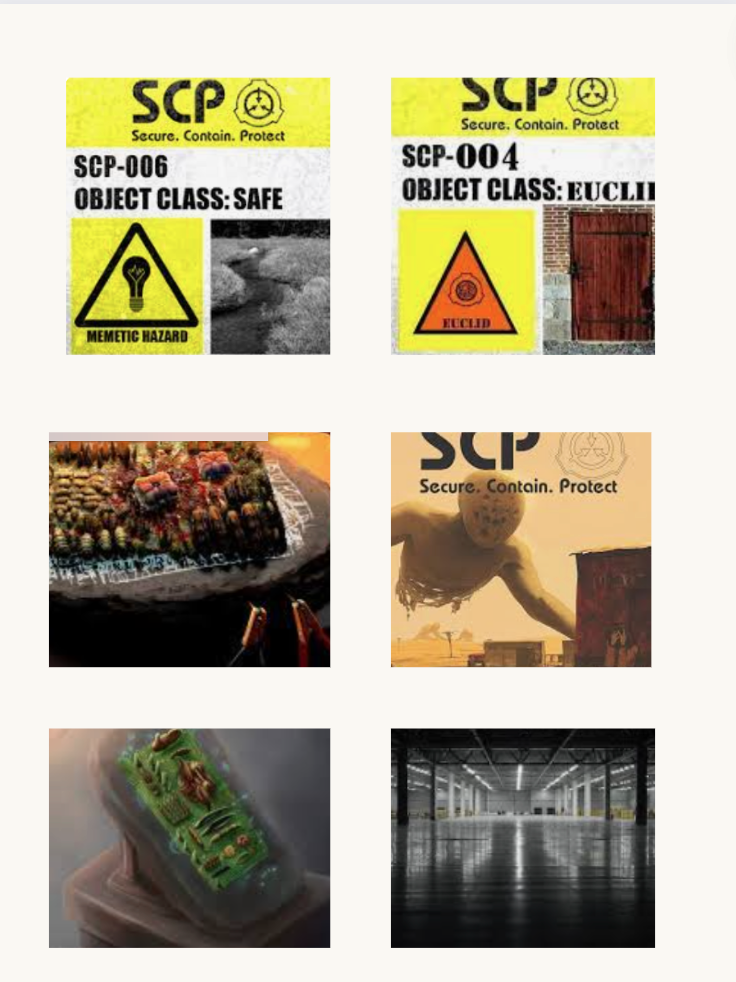 SCP
Secure. Contain. Protect
SCP-006
OBJECT CLASS: SAFE
MEMETIC HAZARD
SCP
Secure. Contain. Protect
SCP-004
OBJECT CLASS: EUCLI
EUCLID
SCP
Secure. Contain. Protect